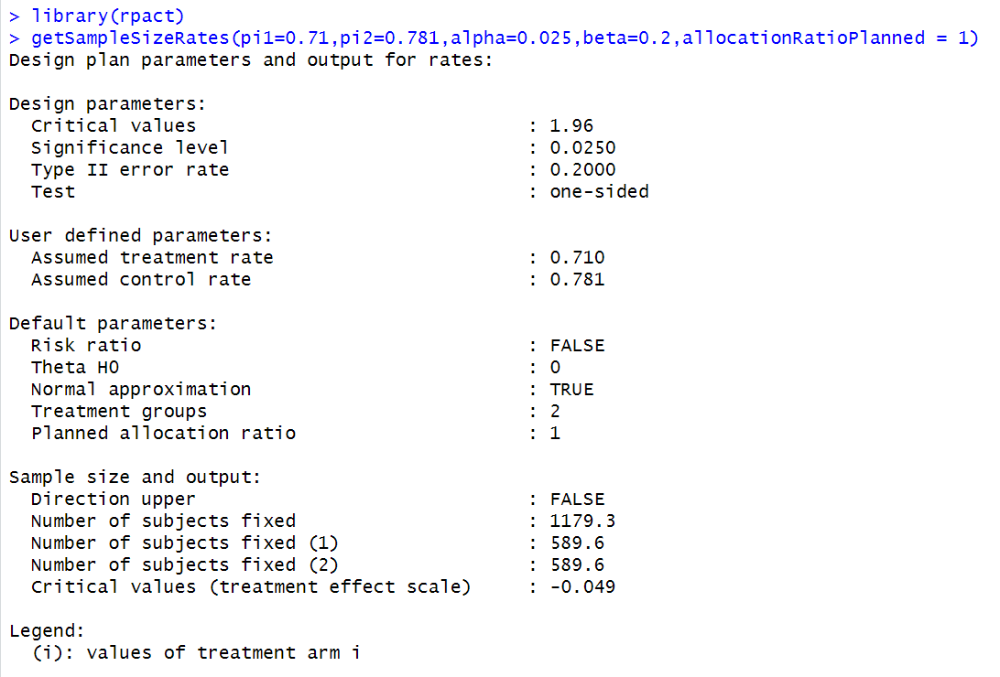 > library(rpact)
> getSampleSizeRates(pi1=0.71,pi2=0.781,alpha=0.025,beta=0.2,allocationRatioPlanned = 1)
Design plan parameters and output for rates:

Design parameters:
  Critical values                              : 1.96
  Significance level                           : 0.0250
  Type II error rate                           : 0.2000
  Test                                         : one-sided

User defined parameters:
  Assumed treatment rate                       : 0.710
  Assumed control rate                         : 0.781

Default parameters:
  Risk ratio                                   : FALSE
  Theta H0                                     : 0
  Normal approximation                         : TRUE
  Treatment groups                             : 2
  Planned allocation ratio                     : 1

Sample size and output:
  Direction upper                              : FALSE
  Number of subjects fixed                     : 1179.3
  Number of subjects fixed (1)                 : 589.6
  Number of subjects fixed (2)                 : 589.6
  Critical values (treatment effect scale)     : -0.049

Legend:
  (i): values of treatment arm i